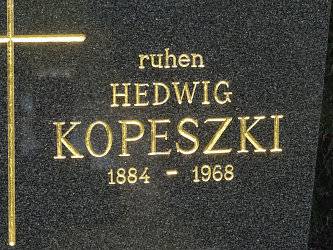 ruhen
HEDWIG
KOPESZKI
1884 - 1968